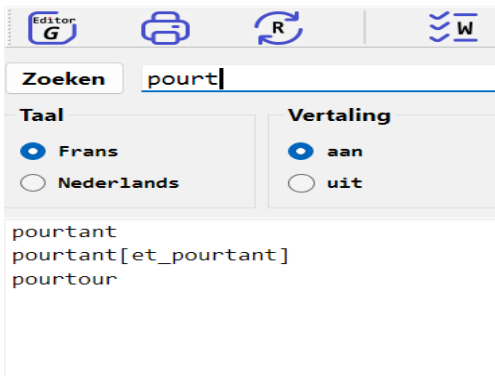 Editor
G R W
Zoeken pourt
Taal Vertaling
Frans aan
Nederlands uit
pourtant
pourtant[et_pourtant]
pourtour